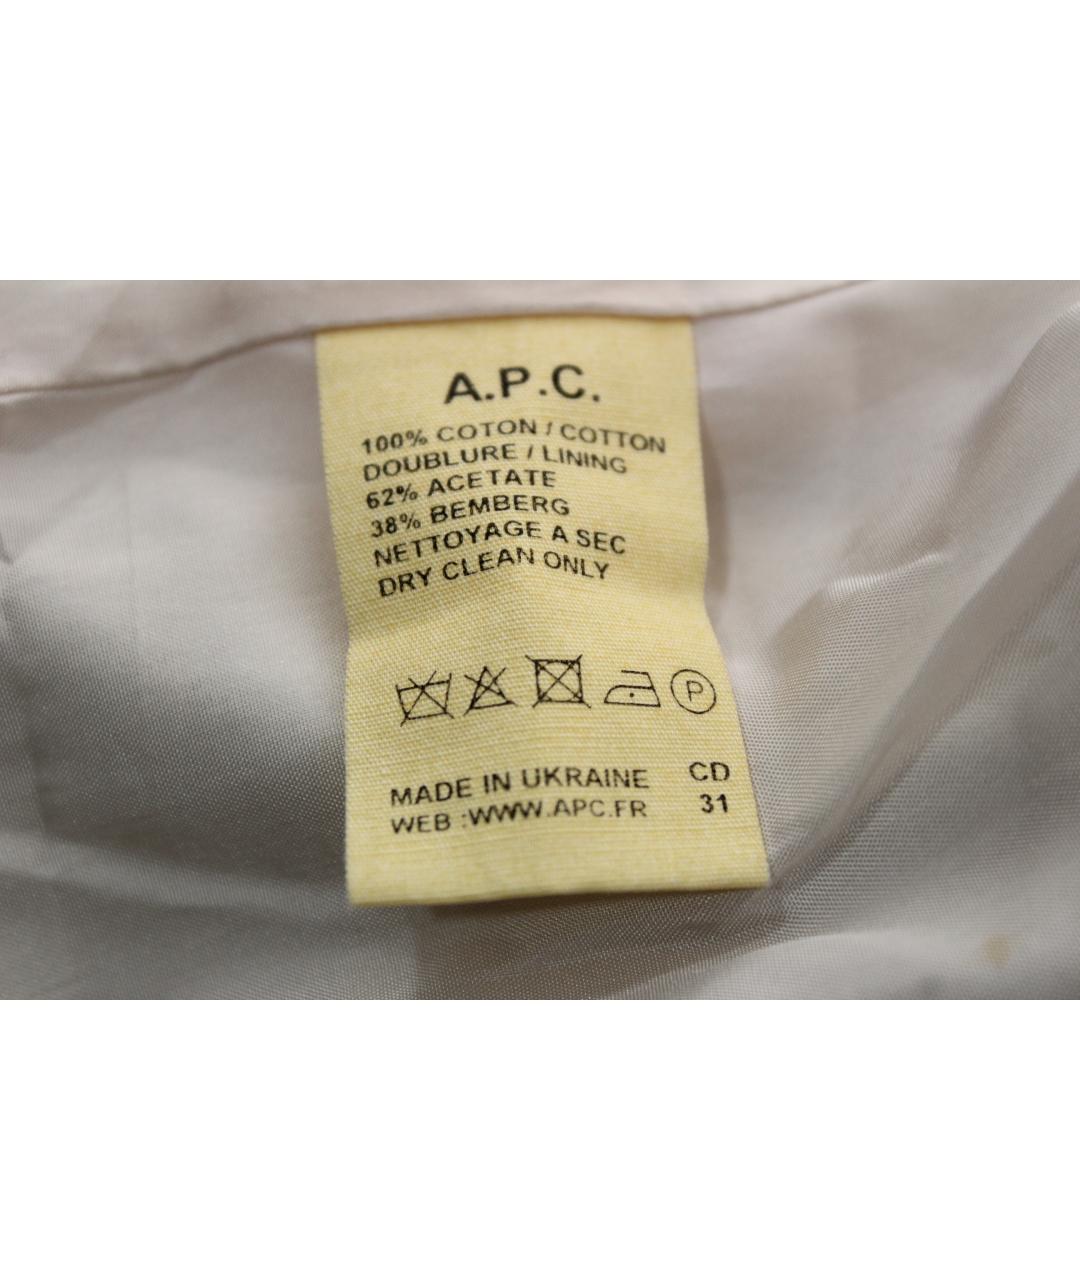 A.P.C.
100% COTON / COTTON
DOUBLURE / LINING
62% ACETATE
38% BEMBERG
NETTOYAGE A SEC
DRY CLEAN ONLY
P
MADE IN UKRAINE CD
WEB :WWW.APC.FR 31